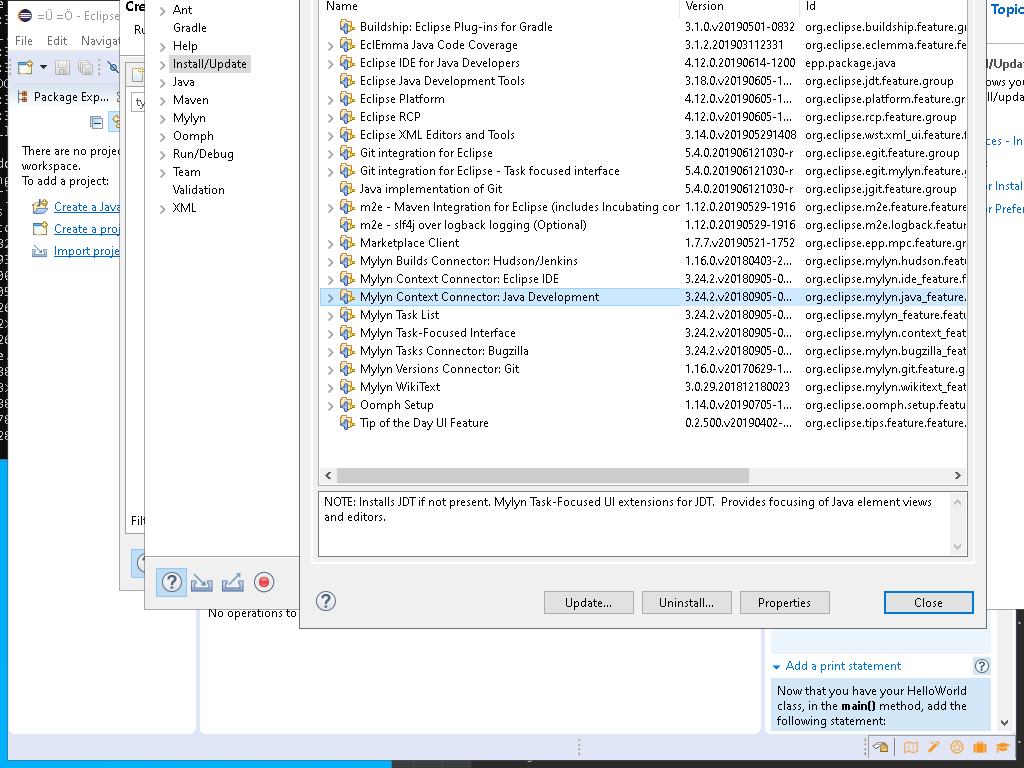 =Ü =Ö - Eclipse
File Edit Navigat
Package Exp...
There are no proje
workspace.
To add a project:
Create a Java
Create a proj
Import proje
Cre
Ru
ty
Filt
Ant
Gradle
Help
Install/Update
Java
Maven
Mylyn
Oomph
Run/Debug
Team
Validation
XML
Name Version Id
Buildship: Eclipse Plug-ins for Gradle 3.1.0.v20190501-0832 org.eclipse.buildship.feature.g
EclEmma Java Code Coverage 3.1.2.201903112331 org.eclipse.eclemma.feature.fe
Eclipse IDE for Java Developers 4.12.0.20190614-1200 epp.package.java
Eclipse Java Development Tools 3.18.0.v20190605-1... org.eclipse.jdt.feature.group
Eclipse Platform 4.12.0.v20190605-1... org.eclipse.platform.feature.gr
Eclipse RCP 4.12.0.v20190605-1... org.eclipse.rcp.feature.group
Eclipse XML Editors and Tools 3.14.0.v201905291408 org.eclipse.wst.xml_ui.feature.f
Git integration for Eclipse 5.4.0.201906121030-r org.eclipse.egit.feature.group
Git integration for Eclipse - Task focused interface 5.4.0.201906121030-r org.eclipse.egit.mylyn.feature.
Java implementation of Git 5.4.0.201906121030-r org.eclipse.jgit.feature.group
m2e - Maven Integration for Eclipse (includes Incubating cor 1.12.0.20190529-1916 org.eclipse.m2e.feature.feature
m2e - slf4j over logback logging (Optional) 1.12.0.20190529-1916 org.eclipse.m2e.logback.featur
Marketplace Client 1.7.7.v20190521-1752 org.eclipse.epp.mpc.feature.gr
Mylyn Builds Connector: Hudson/Jenkins 1.16.0.v20180403-2... org.eclipse.mylyn.hudson.feat
Mylyn Context Connector: Eclipse IDE 3.24.2.v20180905-0... org.eclipse.mylyn.ide_feature.f
Mylyn Context Connector: Java Development 3.24.2.v20180905-0... org.eclipse.mylyn.java_feature.
Mylyn Task List 3.24.2.v20180905-0... org.eclipse.mylyn_feature.featu
Mylyn Task-Focused Interface 3.24.2.v20180905-0... org.eclipse.mylyn.context_feat
Mylyn Tasks Connector: Bugzilla 3.24.2.v20180905-0... org.eclipse.mylyn.bugzilla_feat
Mylyn Versions Connector: Git 1.16.0.v20170629-1... org.eclipse.mylyn.git.feature.g
Mylyn WikiText 3.0.29.201812180023 org.eclipse.mylyn.wikitext_feat
Oomph Setup 1.14.0.v20190705-1... org.eclipse.oomph.setup.featu
Tip of the Day UI Feature 0.2.500.v20190402-... org.eclipse.tips.feature.feature.
NOTE: Installs JDT if not present. Mylyn Task-Focused UI extensions for JDT. Provides focusing of Java element views
and editors.
Update... Uninstall... Properties Close
No operations to
Topic
l/Upda
ows yo
ll/upda
ces - In
or Instal
or Prefer
Add a print statement
Now that you have your HelloWorld
class, in the main() method, add the
following statement: